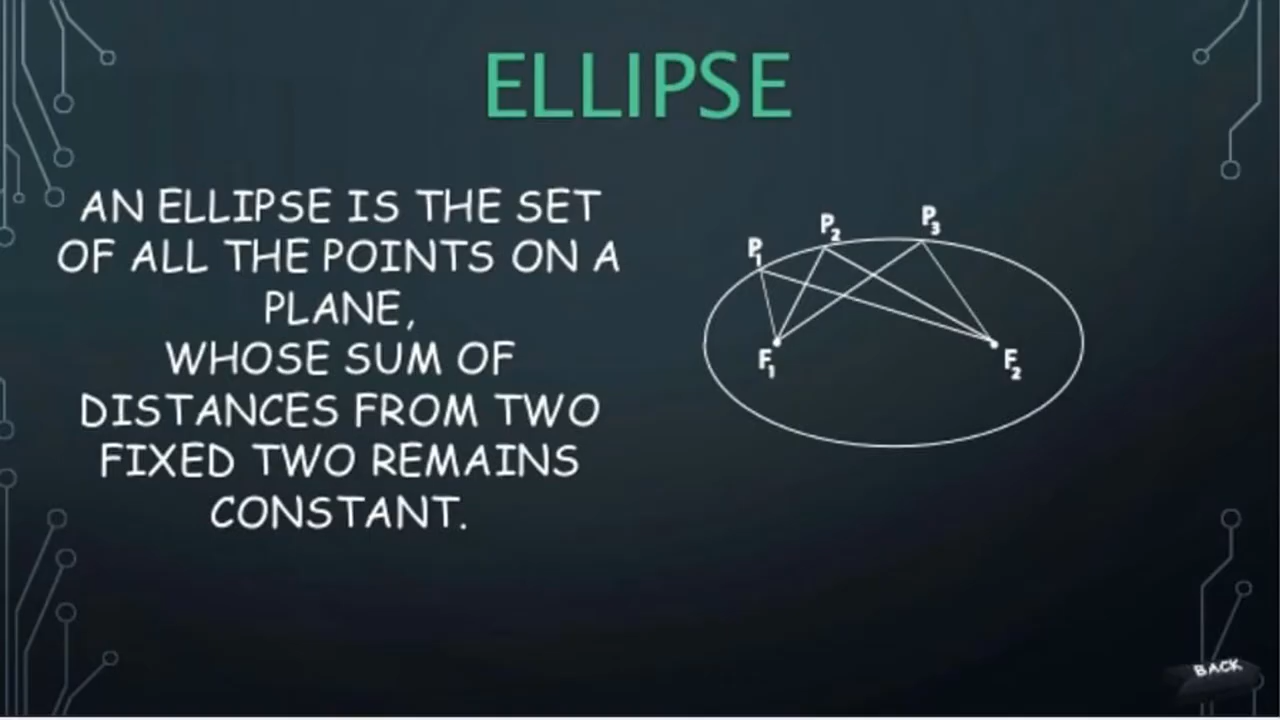 ELLIPSE
AN ELLIPSE IS THE SET
OF ALL THE POINTS ON A
PLANE,
WHOSE SUM OF
DISTANCES FROM TWO
FIXED TWO REMAINS
CONSTANT.
P1
P2
P3
F1
F2
BACK